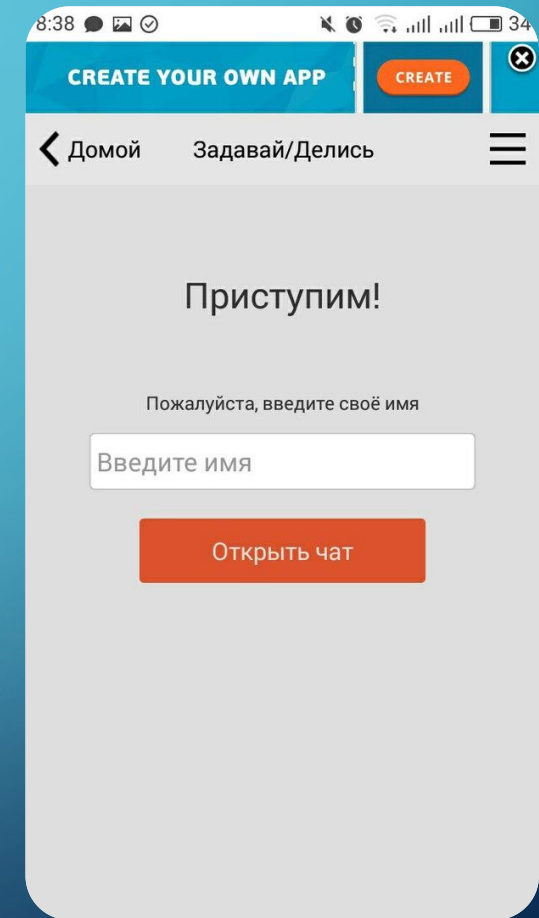 8:38 34
CREATE YOUR OWN APP CREATE
Домой Задавай/Делись
Приступим!
Пожалуйста, введите своё имя
Введите имя
Открыть чат